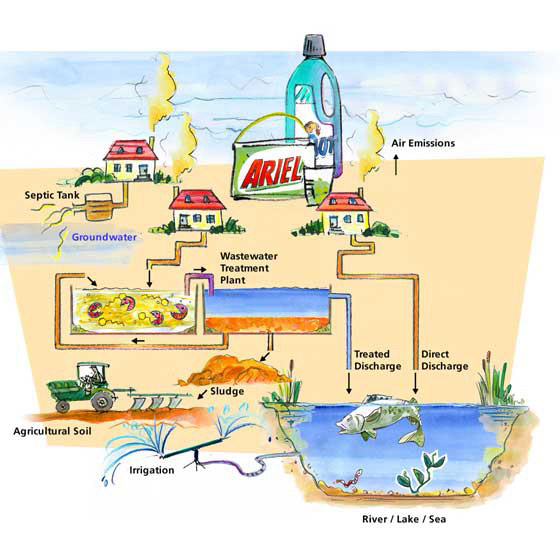 ARIEL
Air Emissions
Septic Tank
Groundwater
Wastewater
Treatment
Plant
Treated
Discharge
Direct
Discharge
Sludge
Agricultural Soil
Irrigation
River / Lake / Sea